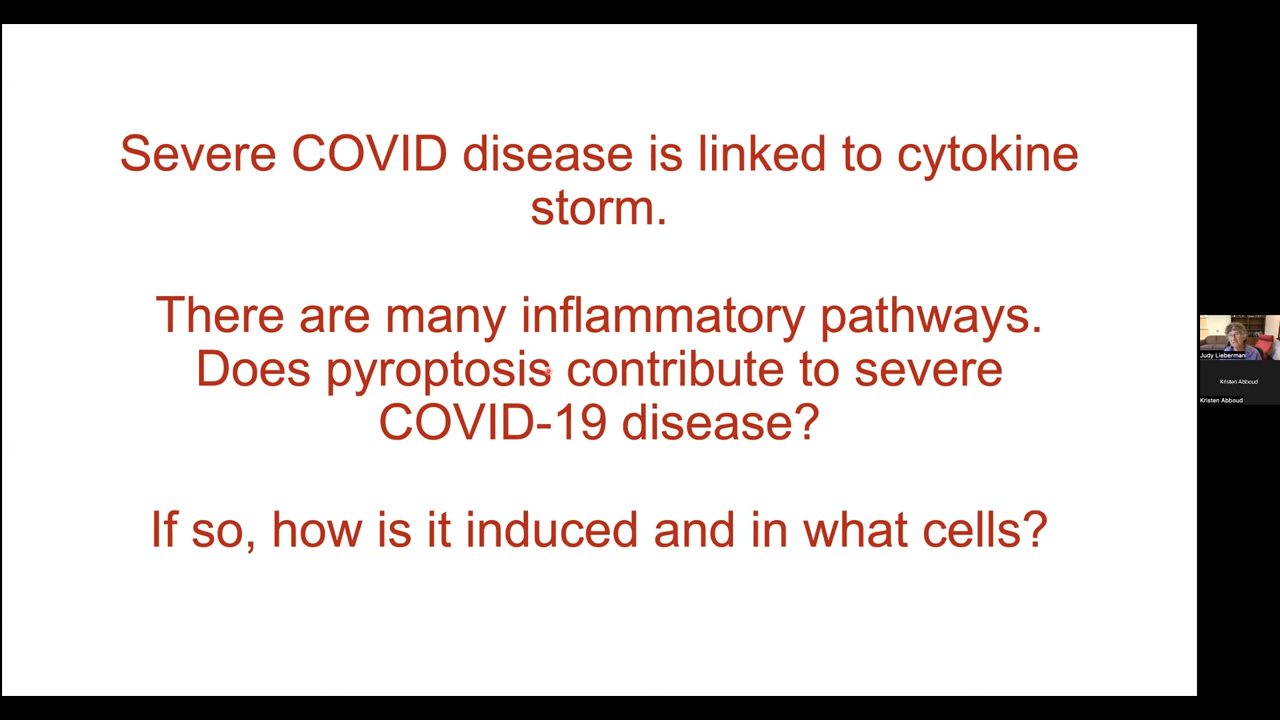 Severe COVID disease is linked to cytokine
storm.
There are many inflammatory pathways.
Does pyroptosis contribute to severe
COVID-19 disease?
If so, how is it induced and in what cells?
Judy Lieberman
Kristen Abboud
Kristen Abboud